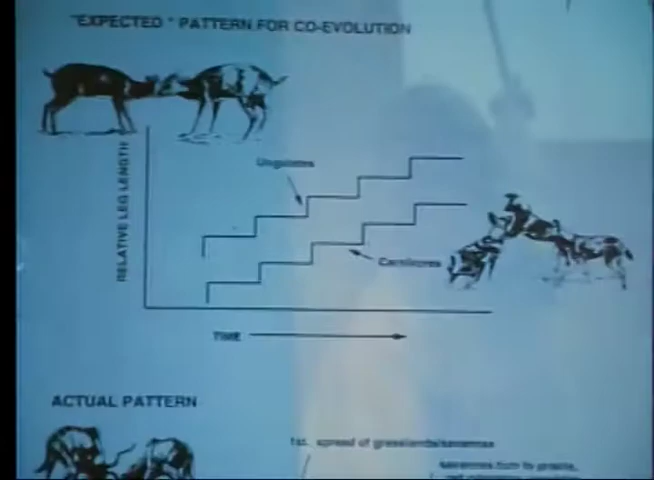 "EXPECTED" PATTERN FOR CO-EVOLUTION
Ungulates
RELATIVE LEG LENGTH
Carnivores
TIME
ACTUAL PATTERN
1st. spread of grasslands/savannas
savannas turn to prairie,